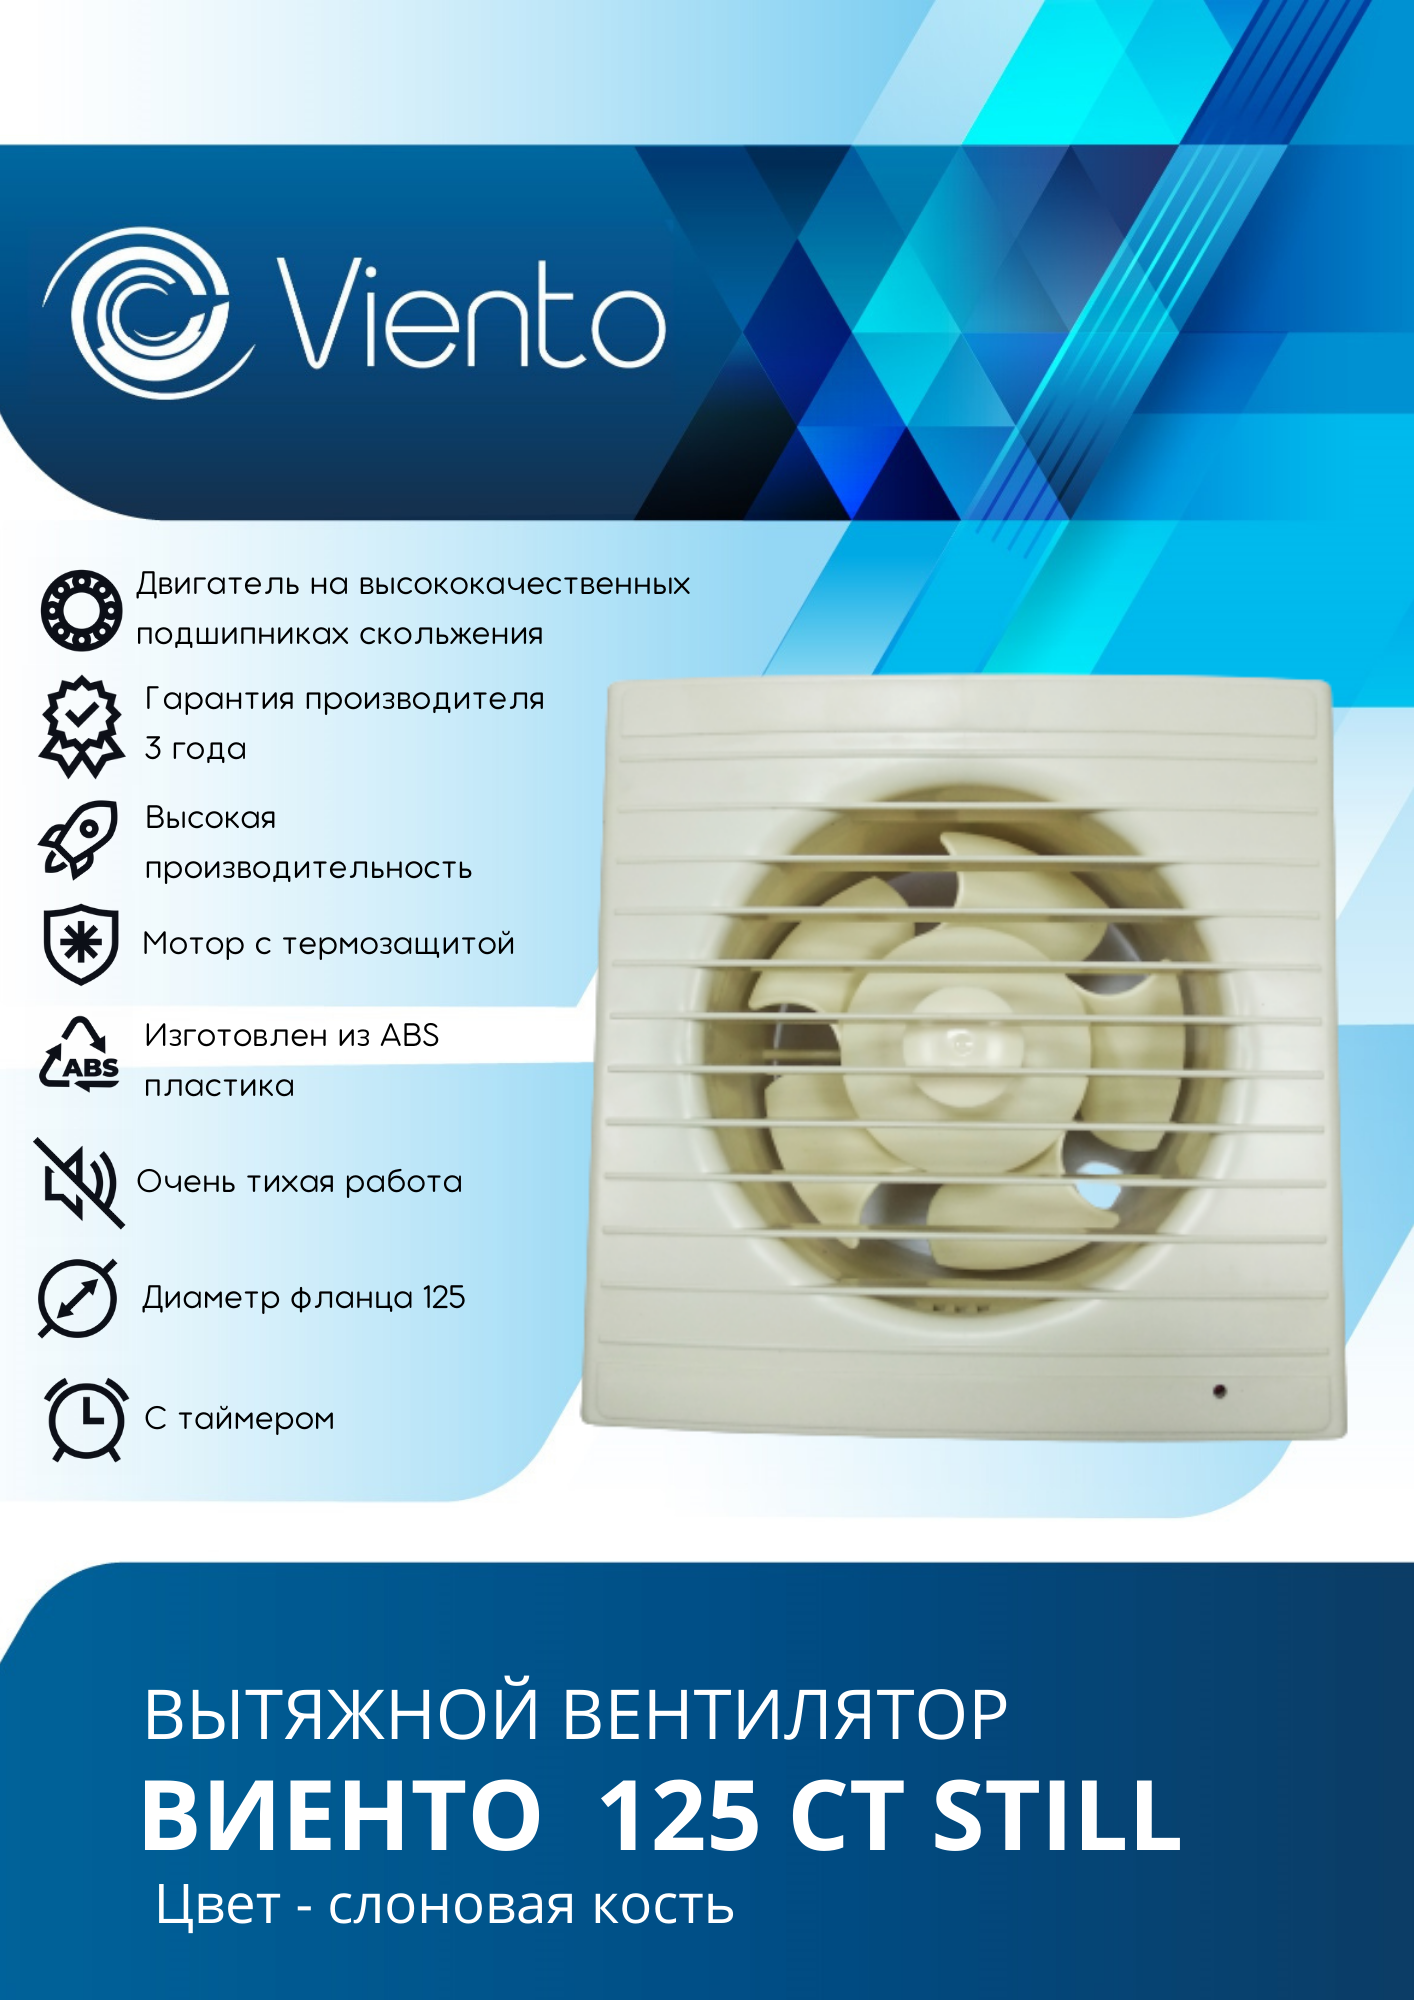 Viento
Двигатель на высококачественных
подшипниках скольжения
Гарантия производителя
3 года
Высокая
производительность
Мотор с термозащитой
ABS
Изготовлен из ABS
пластика
Очень тихая работа
Диаметр фланца 125
С таймером
ВЫТЯЖНОЙ ВЕНТИЛЯТОР
ВИЕНТО 125 СТ STILL
Цвет - слоновая кость